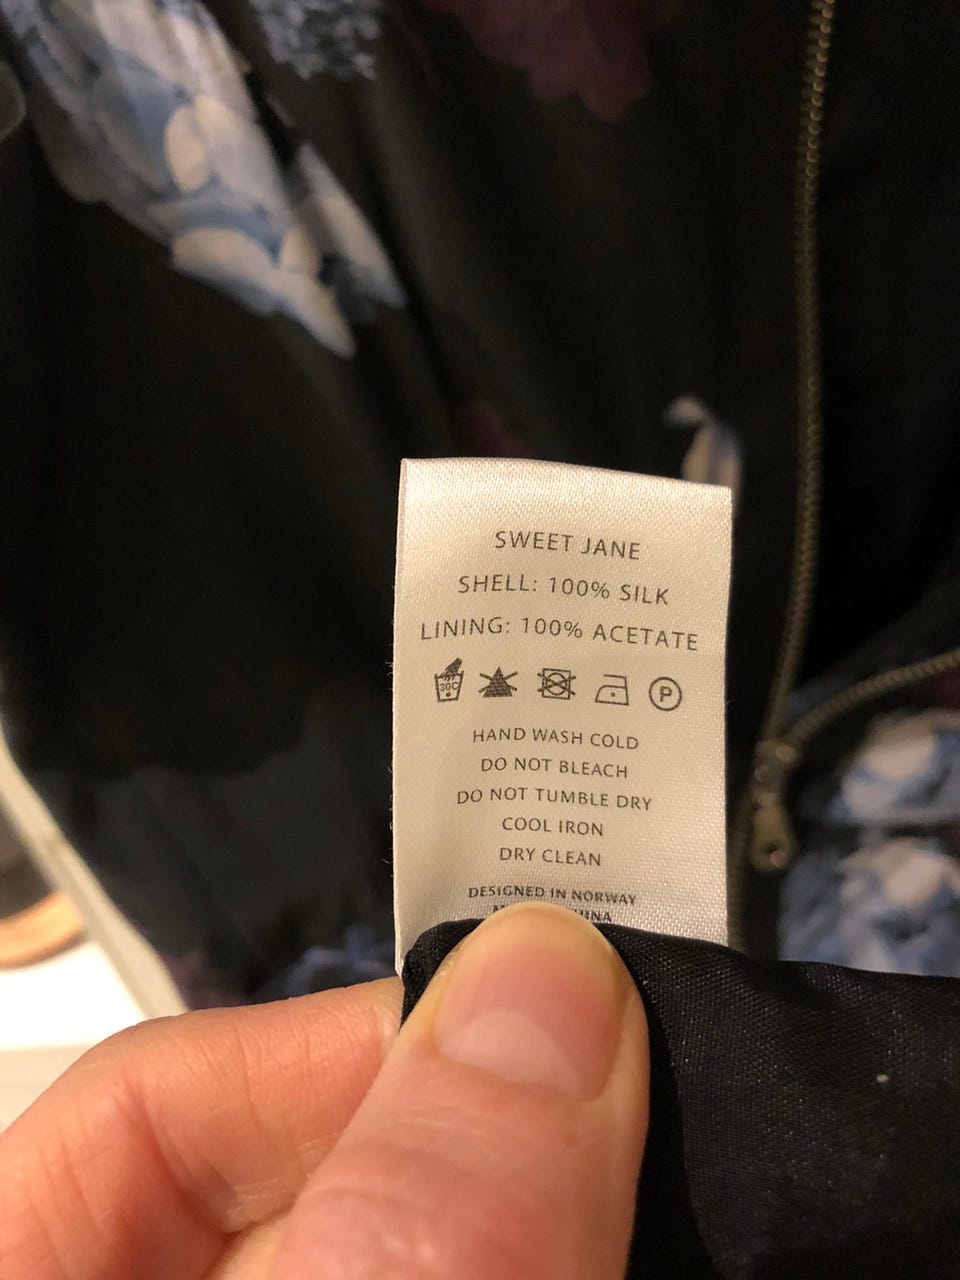 SWEET JANE
SHELL: 100% SILK
LINING: 100% ACETATE
30C P
HAND WASH COLD
DO NOT BLEACH
DO NOT TUMBLE DRY
COOL IRON
DRY CLEAN
DESIGNED IN NORWAY